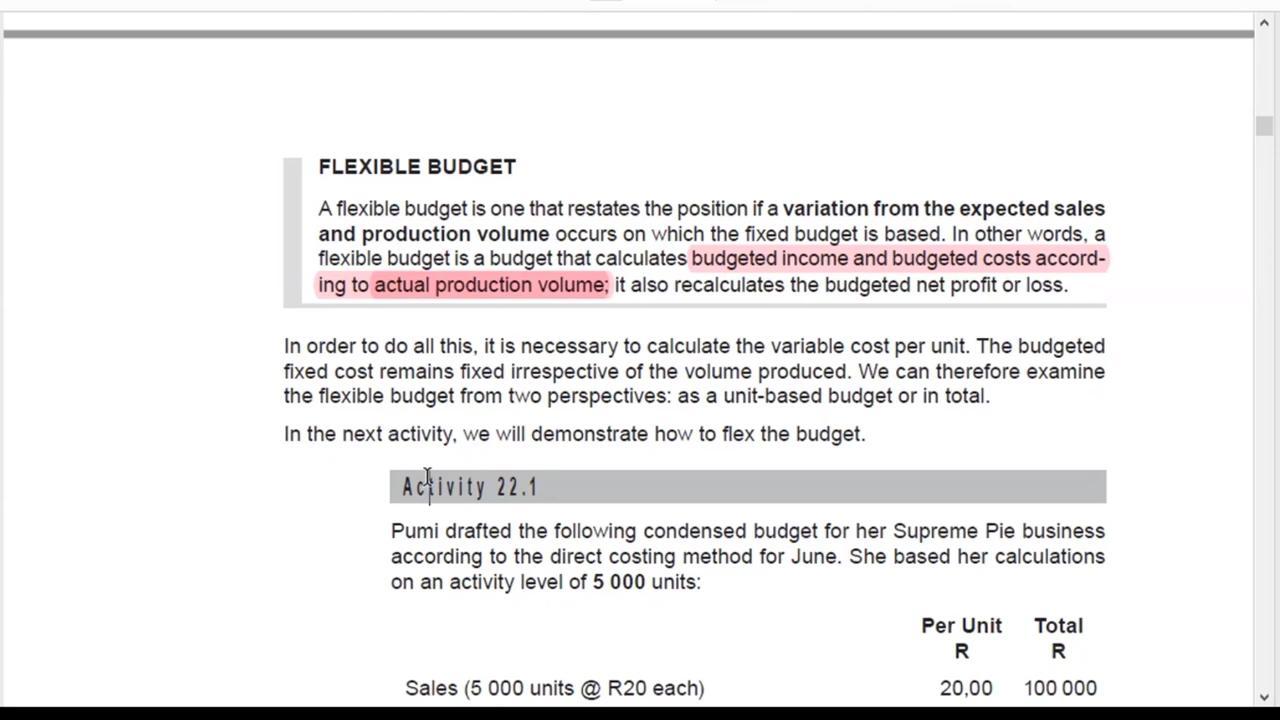 FLEXIBLE BUDGET
A flexible budget is one that restates the position if a variation from the expected sales
and production volume occurs on which the fixed budget is based. In other words, a
flexible budget is a budget that calculates budgeted income and budgeted costs accord-
ing to actual production volume; it also recalculates the budgeted net profit or loss.
In order to do all this, it is necessary to calculate the variable cost per unit. The budgeted
fixed cost remains fixed irrespective of the volume produced. We can therefore examine
the flexible budget from two perspectives: as a unit-based budget or in total.
In the next activity, we will demonstrate how to flex the budget.
Activity 22.1
Pumi drafted the following condensed budget for her Supreme Pie business
according to the direct costing method for June. She based her calculations
on an activity level of 5 000 units:
Per Unit Total
R R
Sales (5 000 units @ R20 each) 20,00 100 000